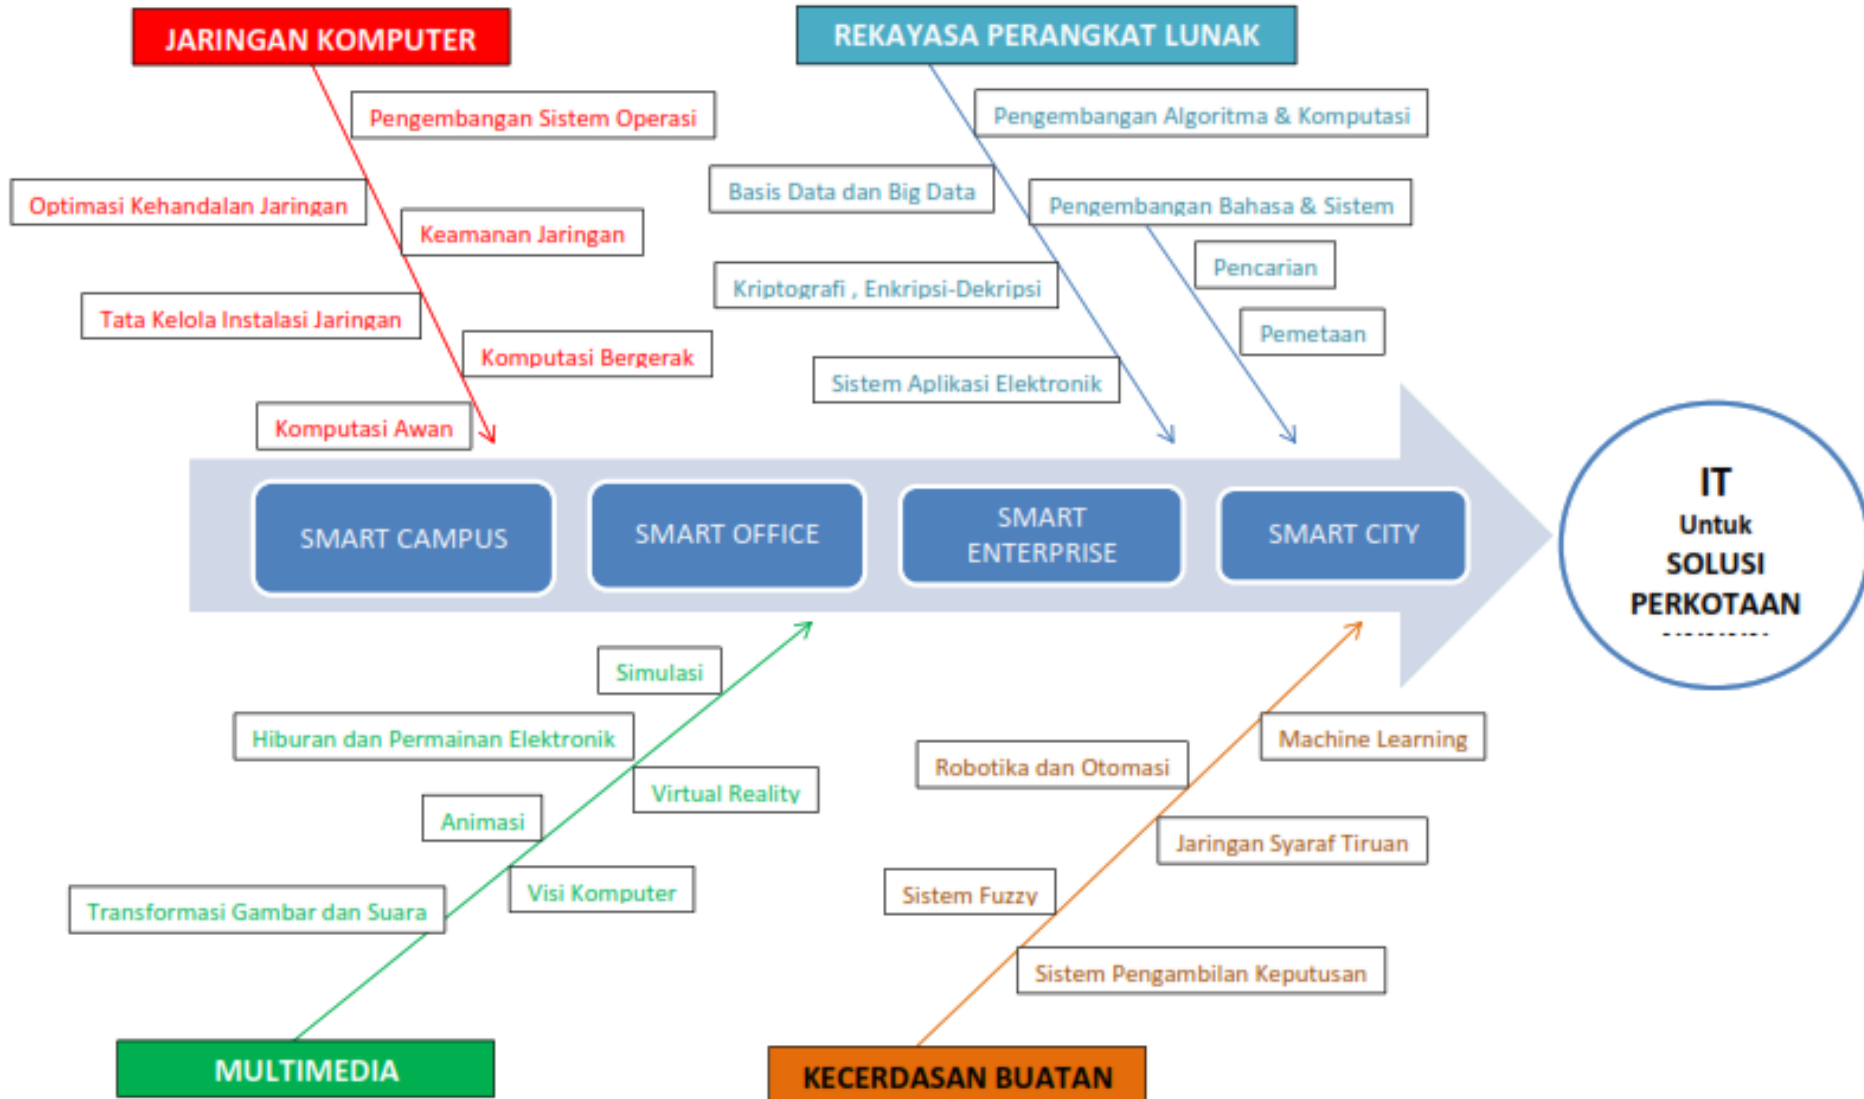 JARINGAN KOMPUTER
REKAYASA PERANGKAT LUNAK
Pengembangan Sistem Operasi
Optimasi Kehandalan Jaringan
Keamanan Jaringan
Tata Kelola Instalasi Jaringan
Komputasi Bergerak
Komputasi Awan
Pengembangan Algoritma & Komputasi
Basis Data dan Big Data
Pengembangan Bahasa & Sistem
Pencarian
Kriptografi , Enkripsi-Dekripsi
Pemetaan
Sistem Aplikasi Elektronik
SMART CAMPUS
SMART OFFICE
SMART
ENTERPRISE
SMART CITY
IT
Untuk
SOLUSI
PERKOTAAN
Simulasi
Hiburan dan Permainan Elektronik
Virtual Reality
Animasi
Visi Komputer
Transformasi Gambar dan Suara
MULTIMEDIA
Machine Learning
Robotika dan Otomasi
Jaringan Syaraf Tiruan
Sistem Fuzzy
Sistem Pengambilan Keputusan
KECERDASAN BUATAN